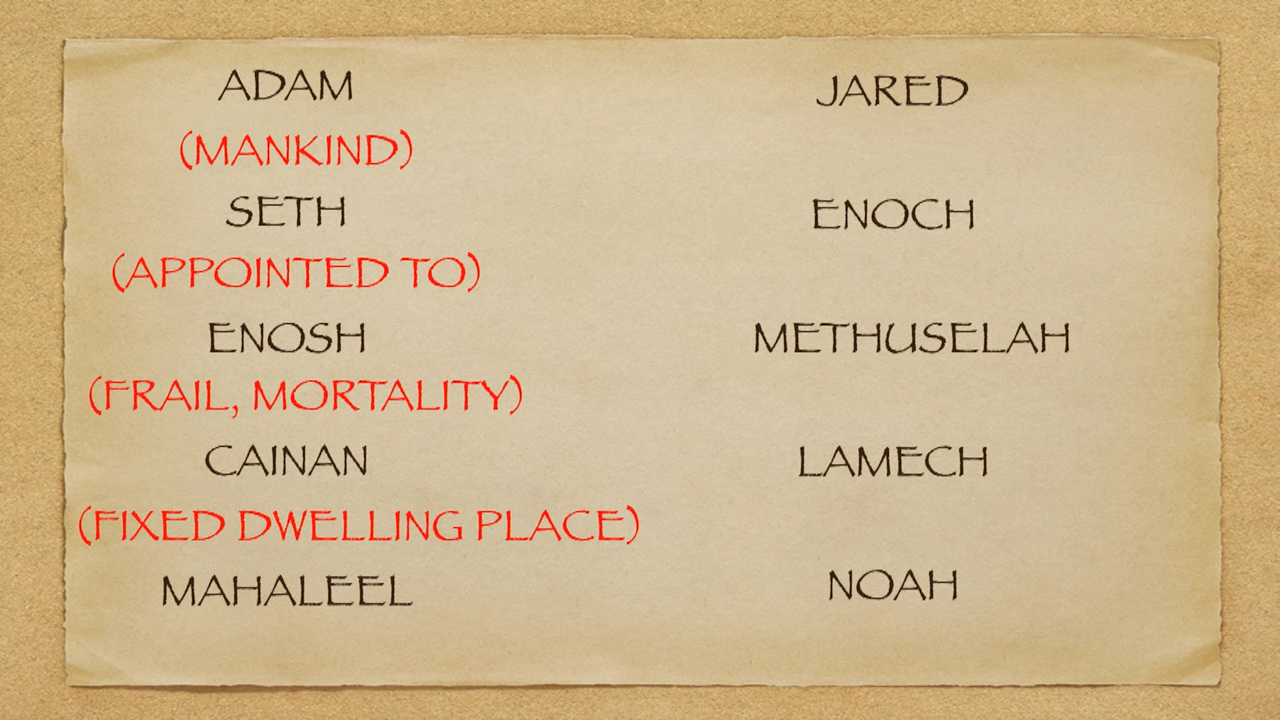 ADAM
(MANKIND)
SETH
(APPOINTED TO)
ENOSH
(FRAIL, MORTALITY)
CAINAN
(FIXED DWELLING PLACE)
MAHALEEL
JARED
ENOCH
METHUSELAH
LAMECH
NOAH